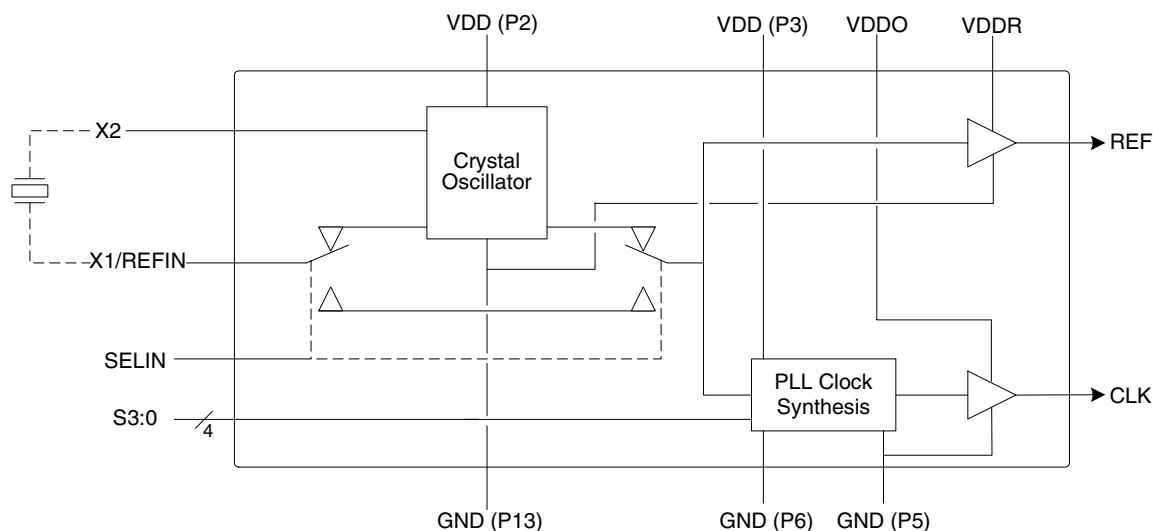 VDD (P2)
VDD (P3)
VDDO
VDDR
X2
Crystal
Oscillator
REF
X1/REFIN
SELIN
PLL Clock
Synthesis
CLK
S3:0
4
GND (P13)
GND (P6)
GND (P5)